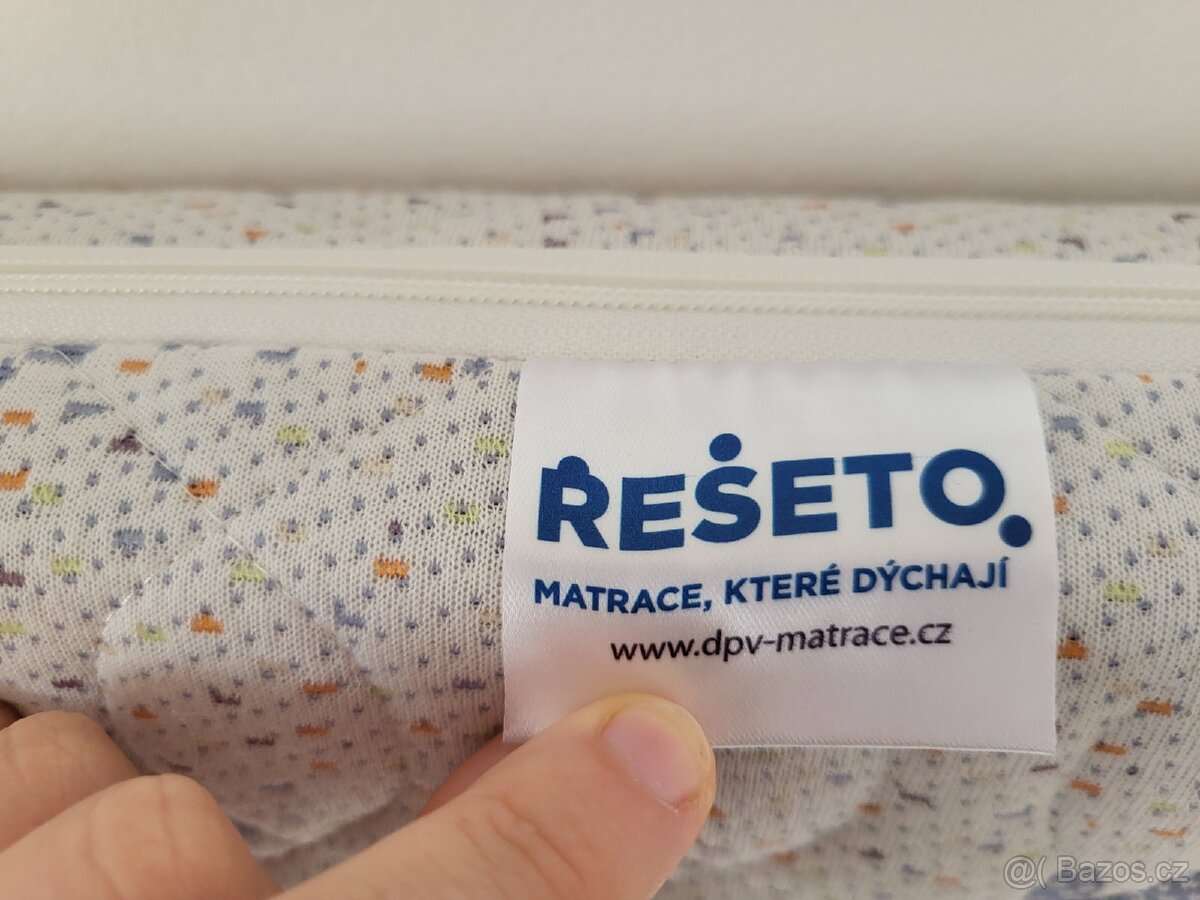 ŘEŠETO.
MATRACE, KTERÉ DÝCHAJÍ
www.dpv-matrace.cz
@( Bazos.cz